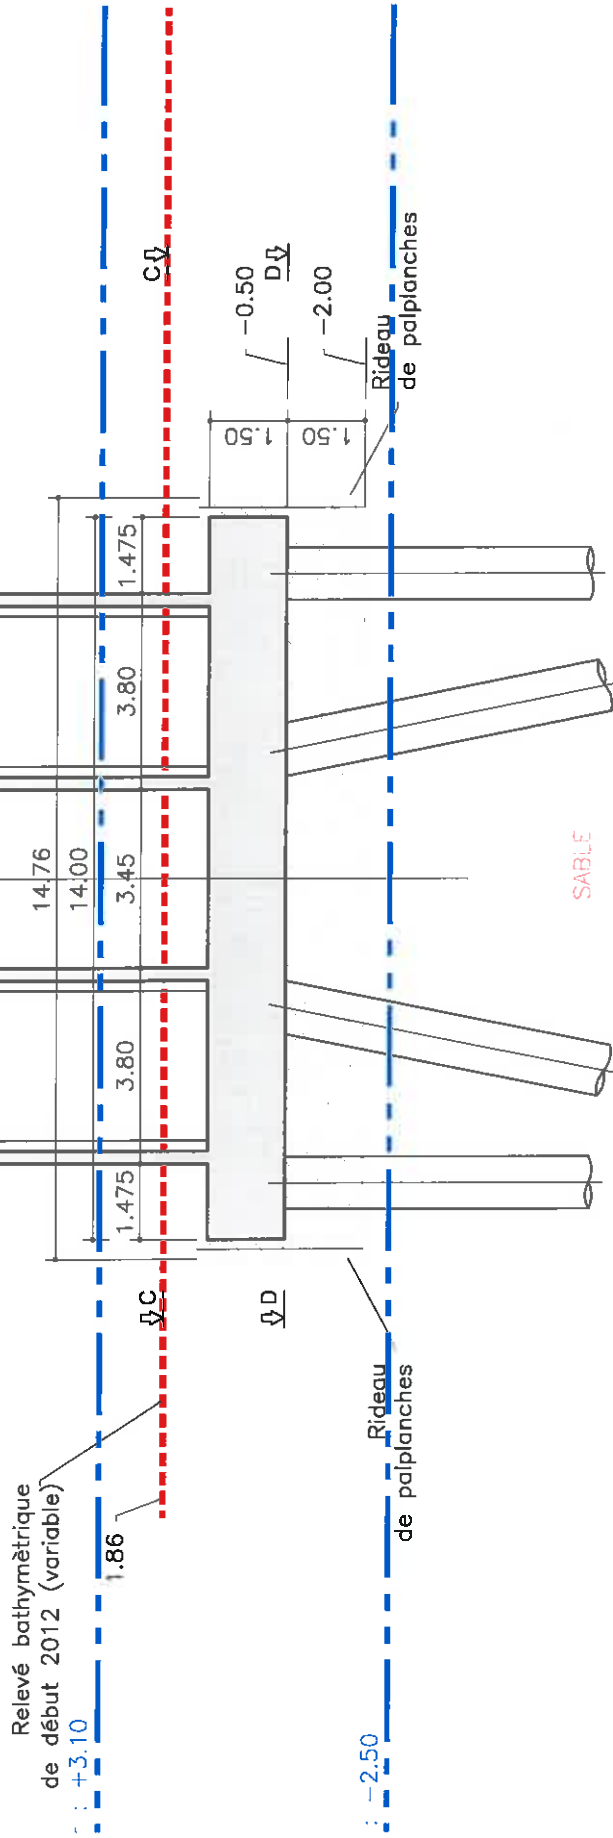 Relevé bathymètrique
de début 2012 (variable)
: +3.10
1.86
: -2.50
C
D
Rideau
de palplanches
14.76
14.00
1.475
3.80
3.45
3.80
1.475
1.50
1.50
-0.50
-2.00
C
D
Rideau
de palplanches
SABLE